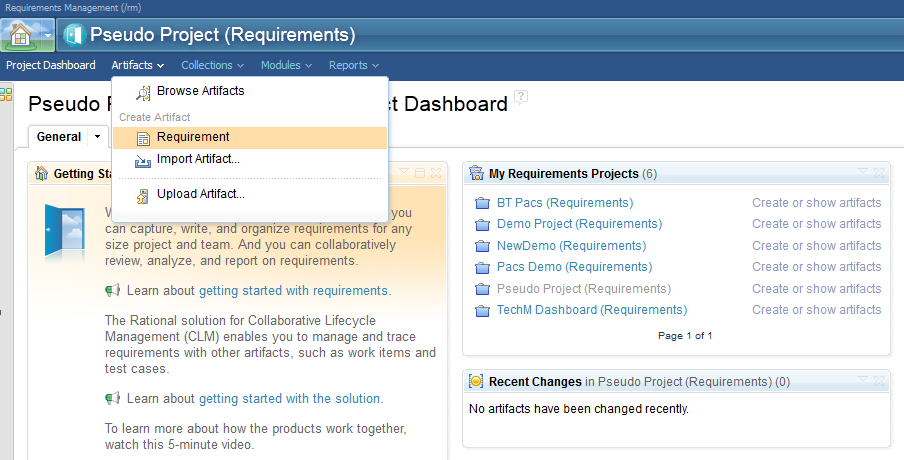 Requirements Management (/rm)
Pseudo Project (Requirements)
Project Dashboard Artifacts Collections Modules Reports
Browse Artifacts
Create Artifact
Requirement
Import Artifact...
Upload Artifact...
Pseudo P ct Dashboard ?
General
Getting Sta
you
can capture, write, and organize requirements for any
size project and team. And you can collaboratively
review, analyze, and report on requirements.
Learn about getting started with requirements.
The Rational solution for Collaborative Lifecycle
Management (CLM) enables you to manage and trace
requirements with other artifacts, such as work items and
test cases.
Learn about getting started with the solution.
To learn more about how the products work together,
watch this 5-minute video.
My Requirements Projects (6)
BT Pacs (Requirements) Create or show artifacts
Demo Project (Requirements) Create or show artifacts
NewDemo (Requirements) Create or show artifacts
Pacs Demo (Requirements) Create or show artifacts
Pseudo Project (Requirements) Create or show artifacts
TechM Dashboard (Requirements) Create or show artifacts
Page 1 of 1
Recent Changes in Pseudo Project (Requirements) (0)
No artifacts have been changed recently.